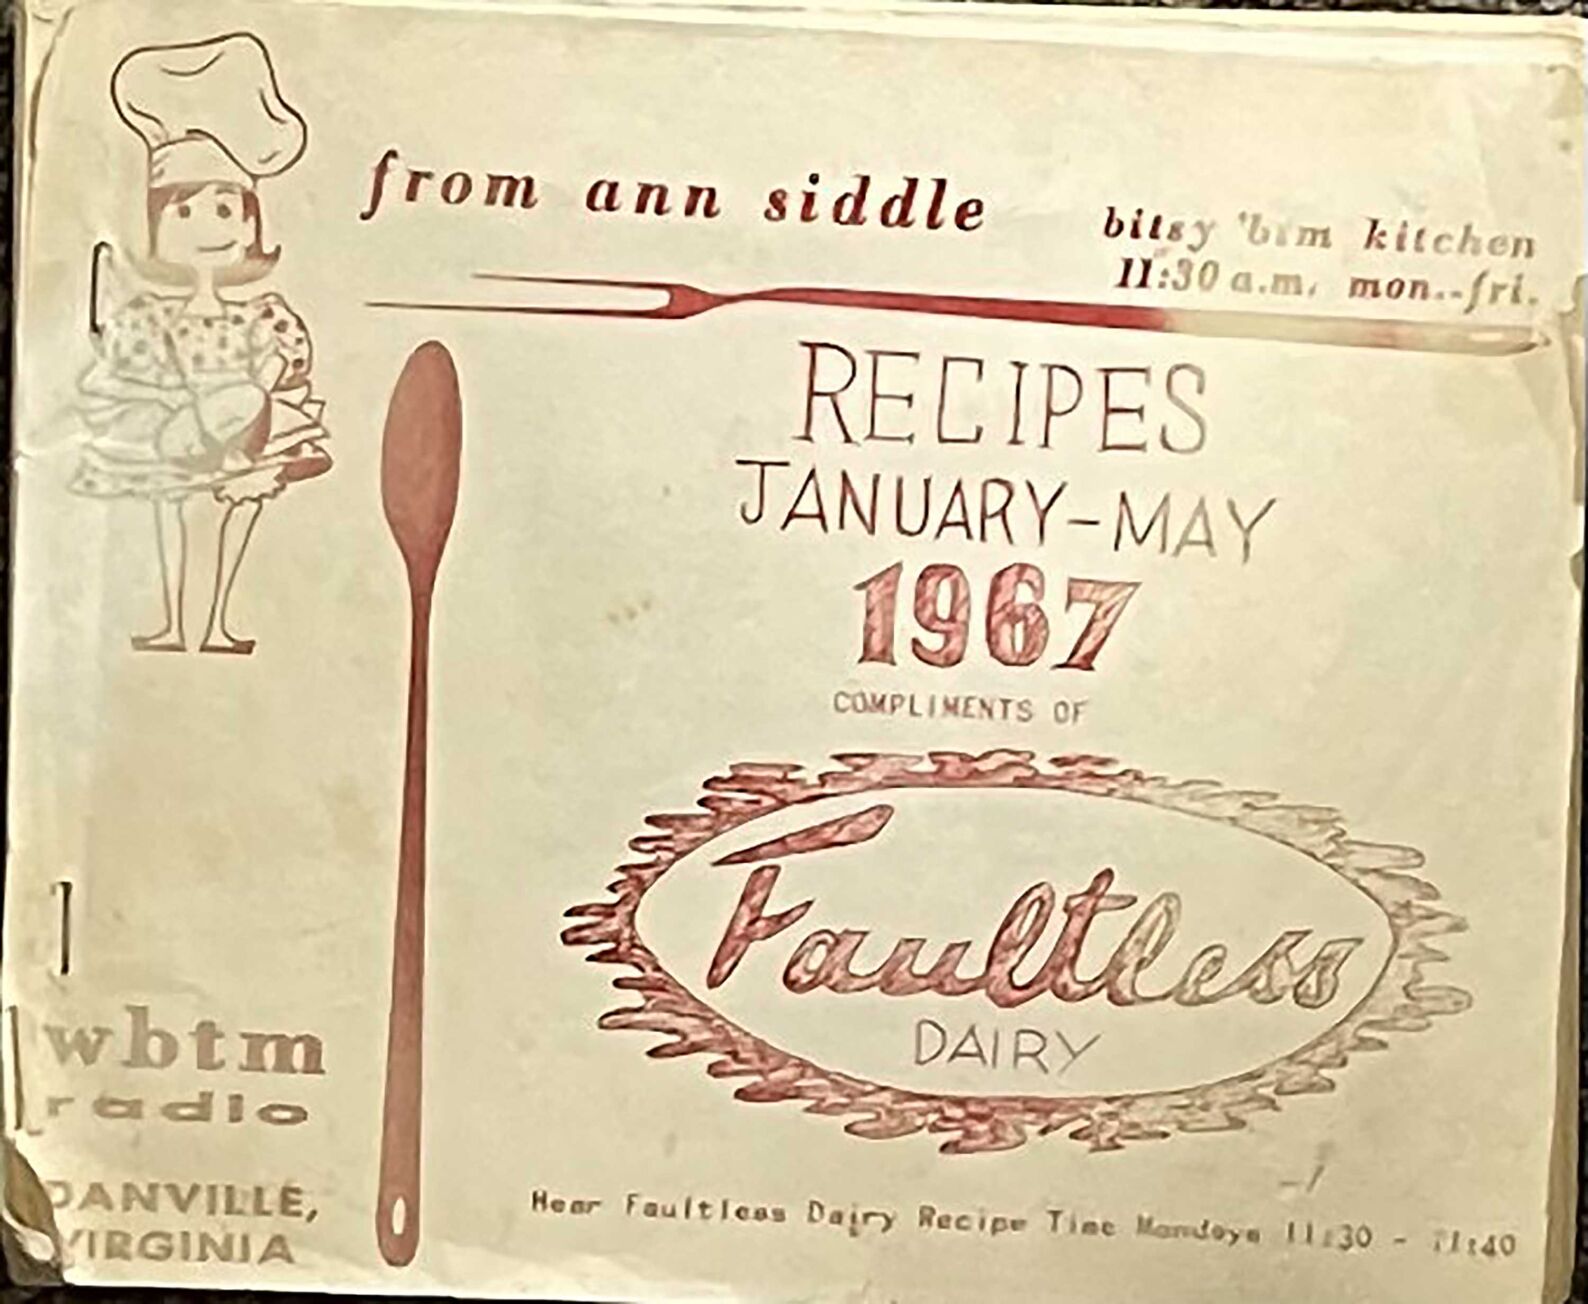 from ann siddle
bitsy 'btm kitchen
11:30 a.m. mon.-fri.
RECIPES
JANUARY-MAY
1967
COMPLIMENTS OF
Faultless
DAIRY
wbtm
radio
DANVILLE,
VIRGINIA
Hear Faultless Dairy Recipe Time Mondays 11:30 - 11:40